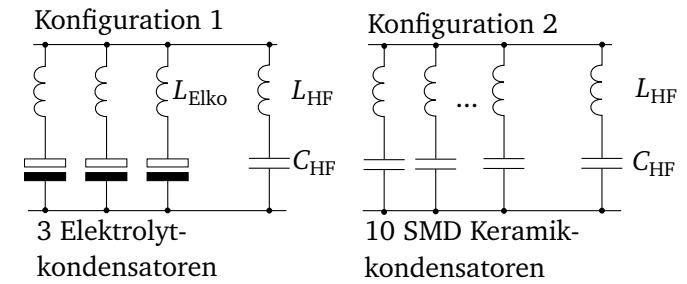 Konfiguration 1
L_Elko
L_HF
C_HF
3 Elektrolyt-
kondensatoren
Konfiguration 2
...
L_HF
C_HF
10 SMD Keramik-
kondensatoren